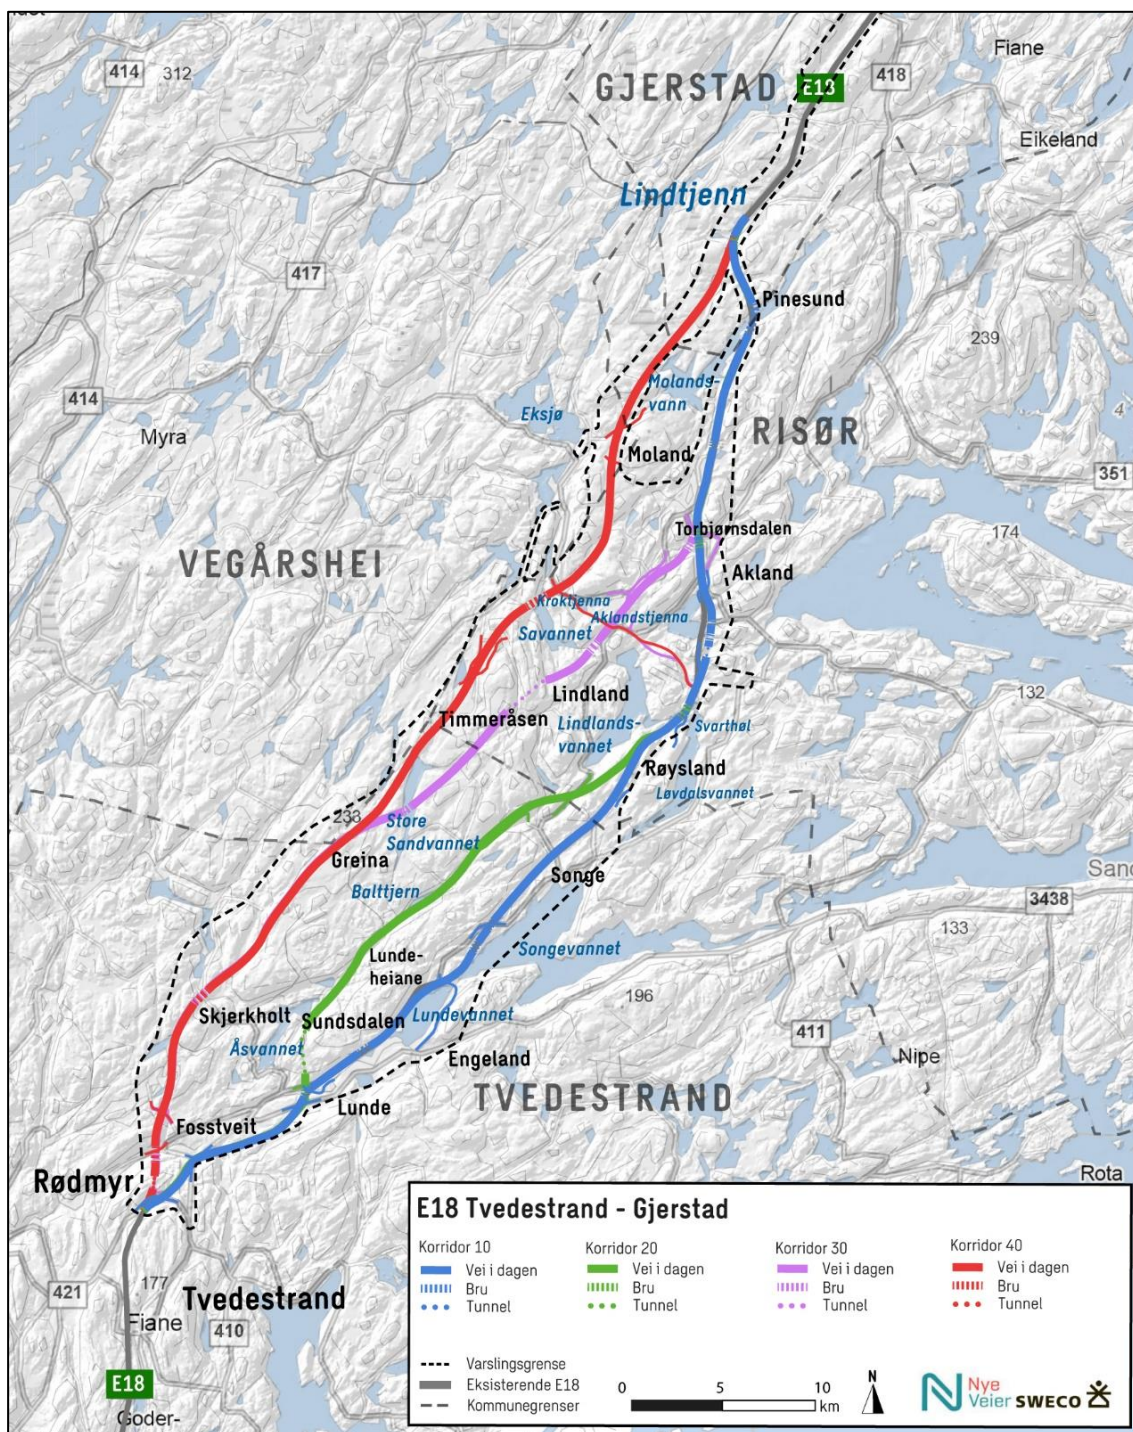 414
312
GJERSTAD
E18
418
Fiane
Eikeland
Lindtjenn
417
Pinesund
239
Molands-
vann
414
Eksjø
Myra
RISØR
4
Moland
351
Torbjørnsdalen
174
VEGÅRSHEI
Akland
Kroktjenna
Aklandstjenna
Savannet
Lindland
132
Timmeråsen
Lindlands-
vannet
Svarthøl
Røysland
Løvdalsvannet
233
Store
Sandvannet
Greina
Balttjern
Songe
Sand
3438
133
Songevannet
Lunde-
heiane
196
Skjerkholt
Sundsdalen
Lundevannet
411
Åsvannet
Engeland
Nipe
TVEDESTRAND
Lunde
Fosstveit
Rødmyr
Rota
421
177
Tvedestrand
Fiane
410
E18
Goder-
E18 Tvedestrand - Gjerstad
Korridor 10
Vei i dagen
Bru
Tunnel
Korridor 20
Vei i dagen
Bru
Tunnel
Korridor 30
Vei i dagen
Bru
Tunnel
Korridor 40
Vei i dagen
Bru
Tunnel
Varslingsgrense
Eksisterende E18
Kommunegrenser
0 5 10
km
N
Nye
Veier
SWECO